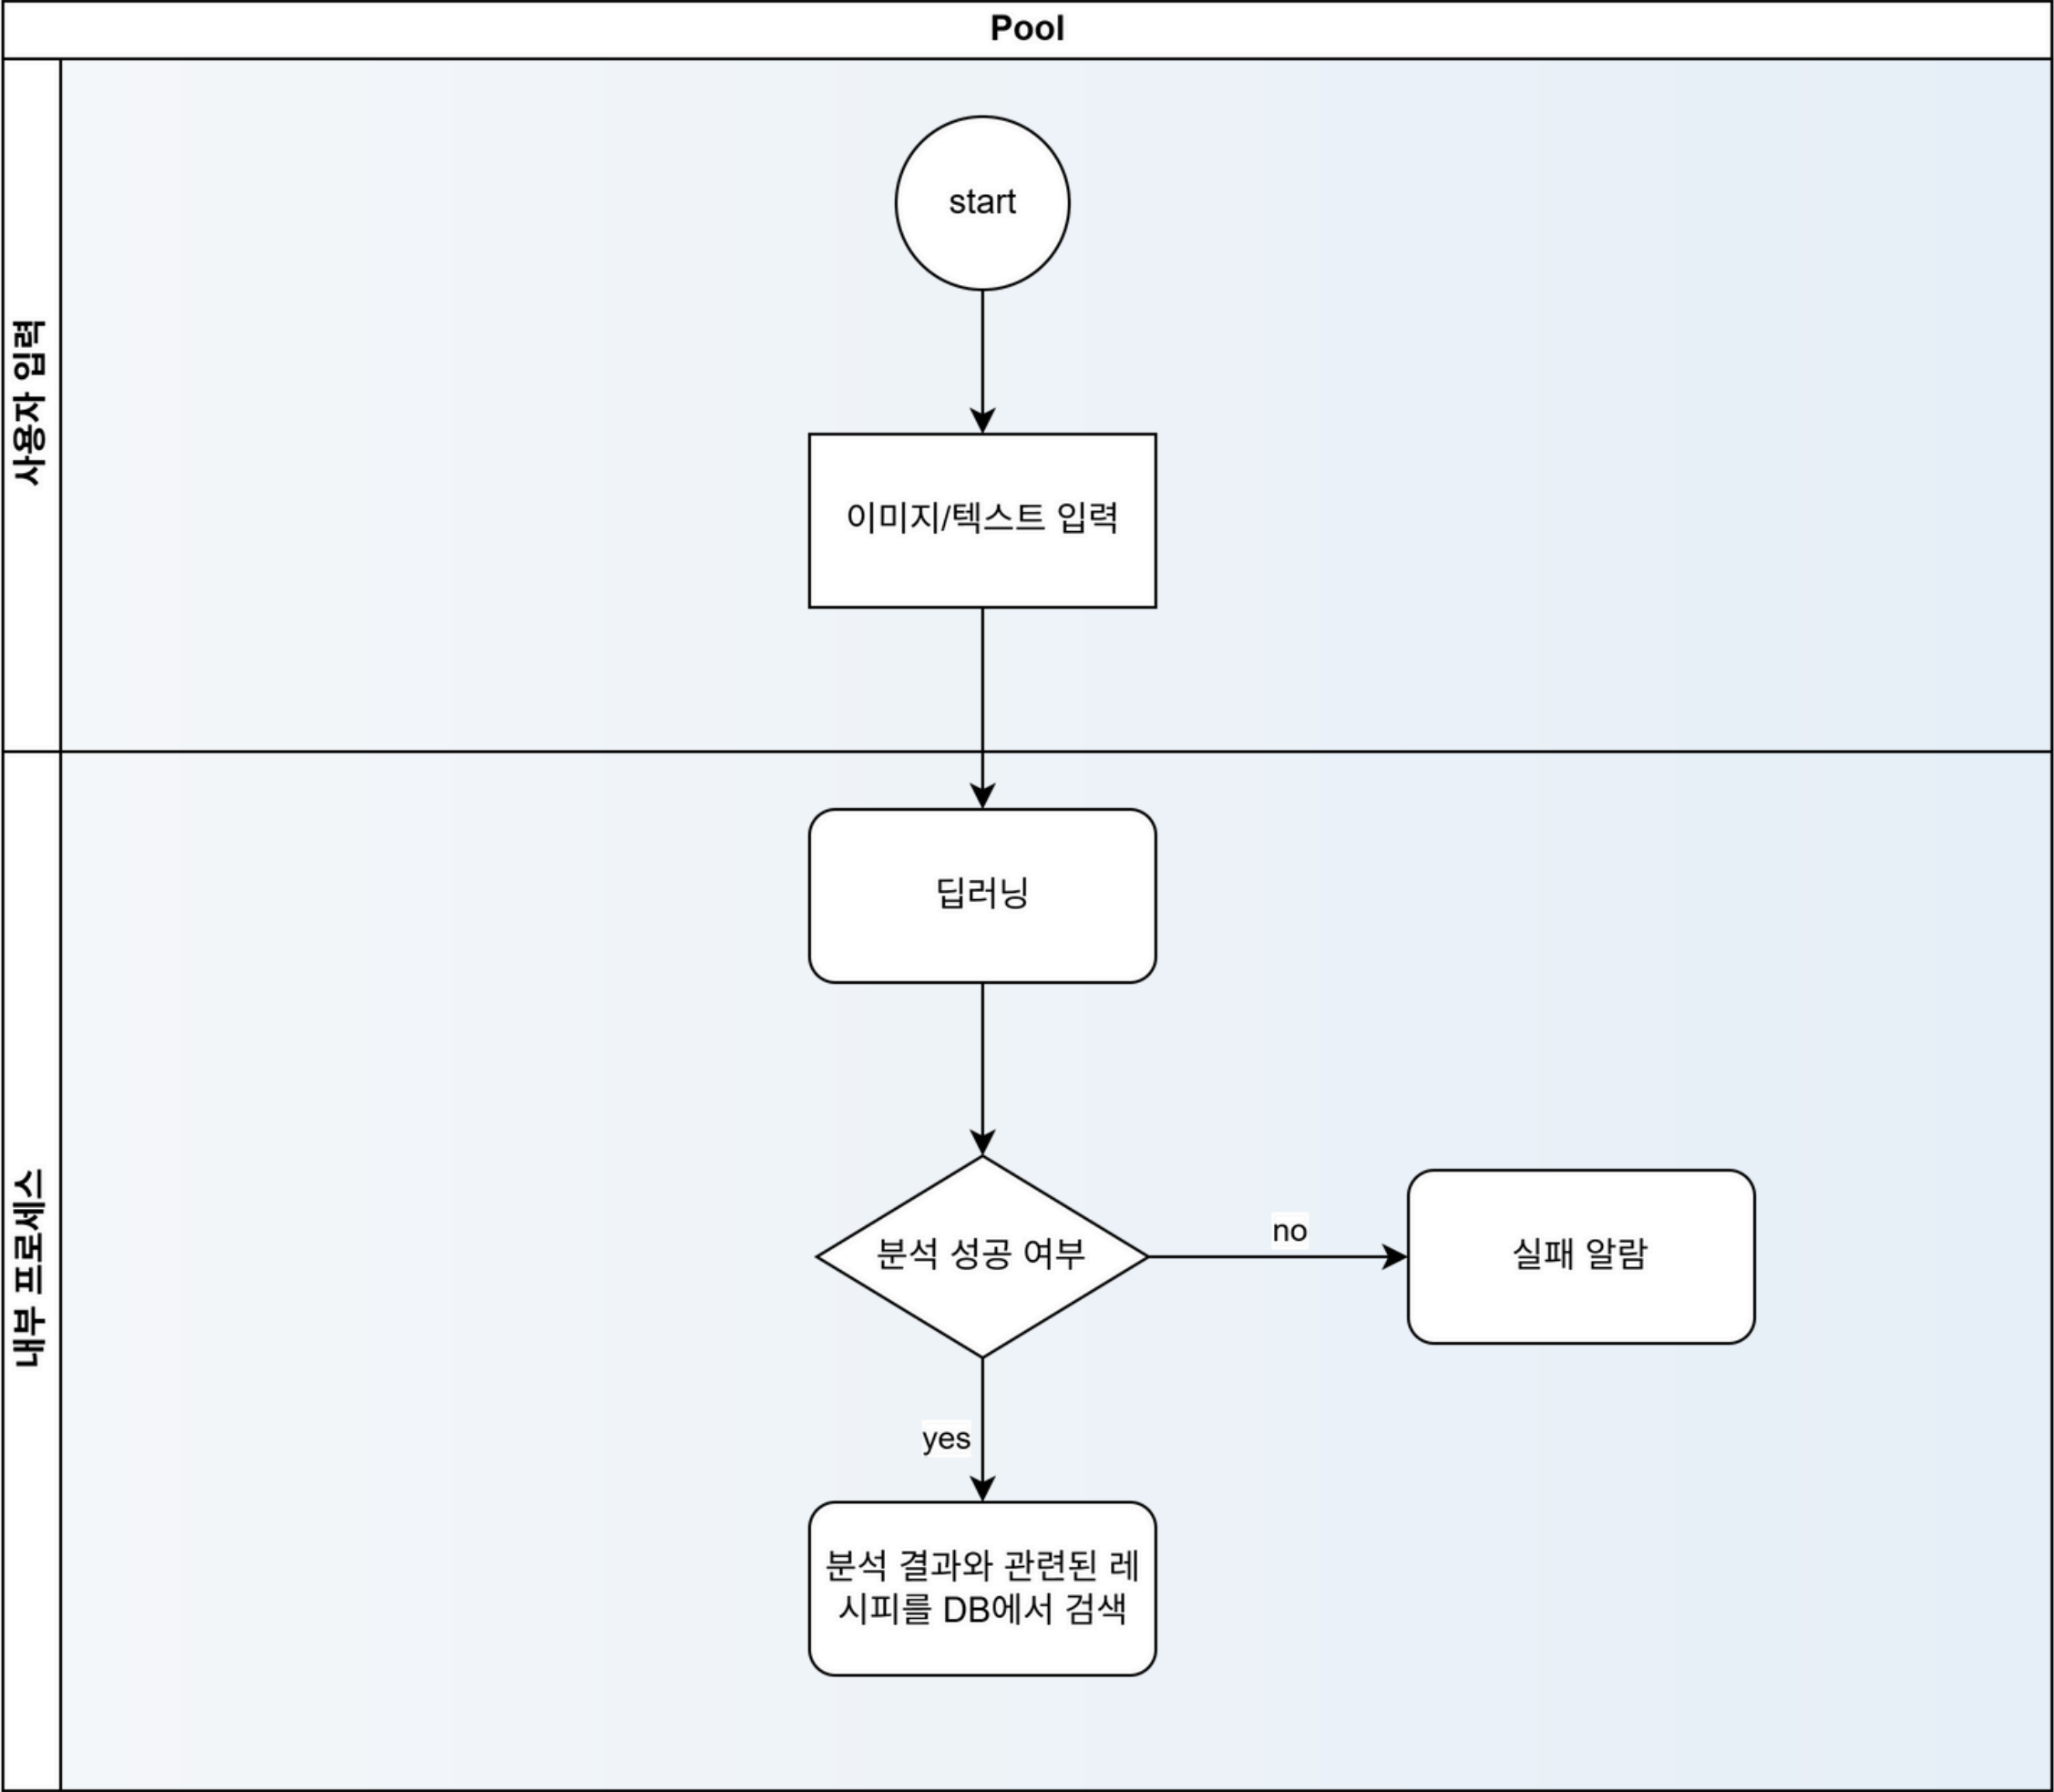 Pool
사용자 입력
start
이미지/텍스트 입력
내부 프로세스
딥러닝
분석 성공 여부
no
실패 알람
yes
분석 결과와 관련된 레
시피를 DB에서 검색